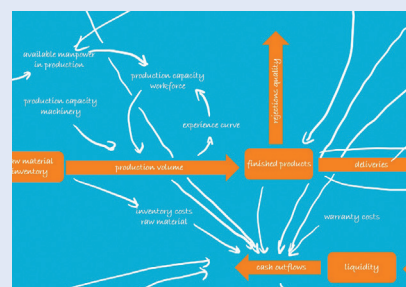 available manpower
in production
production capacity
workforce
rejections quality
production capacity
machinery
experience curve
raw material
inventory
production volume
finished products
deliveries
inventory costs
raw material
warranty costs
cash outflows
liquidity